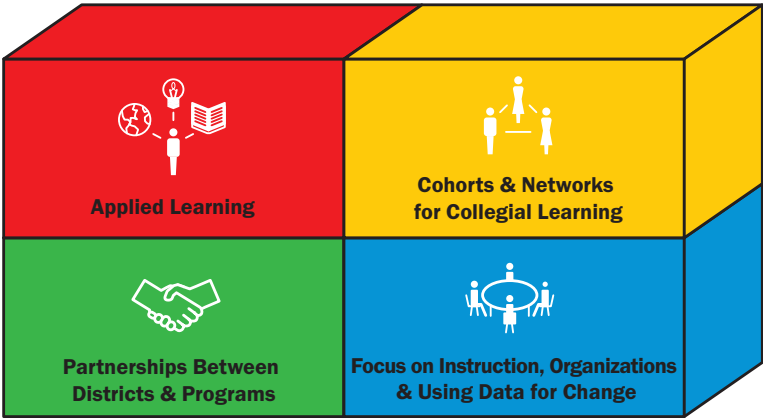 Applied Learning
Cohorts & Networks
for Collegial Learning
Partnerships Between
Districts & Programs
Focus on Instruction, Organizations
& Using Data for Change